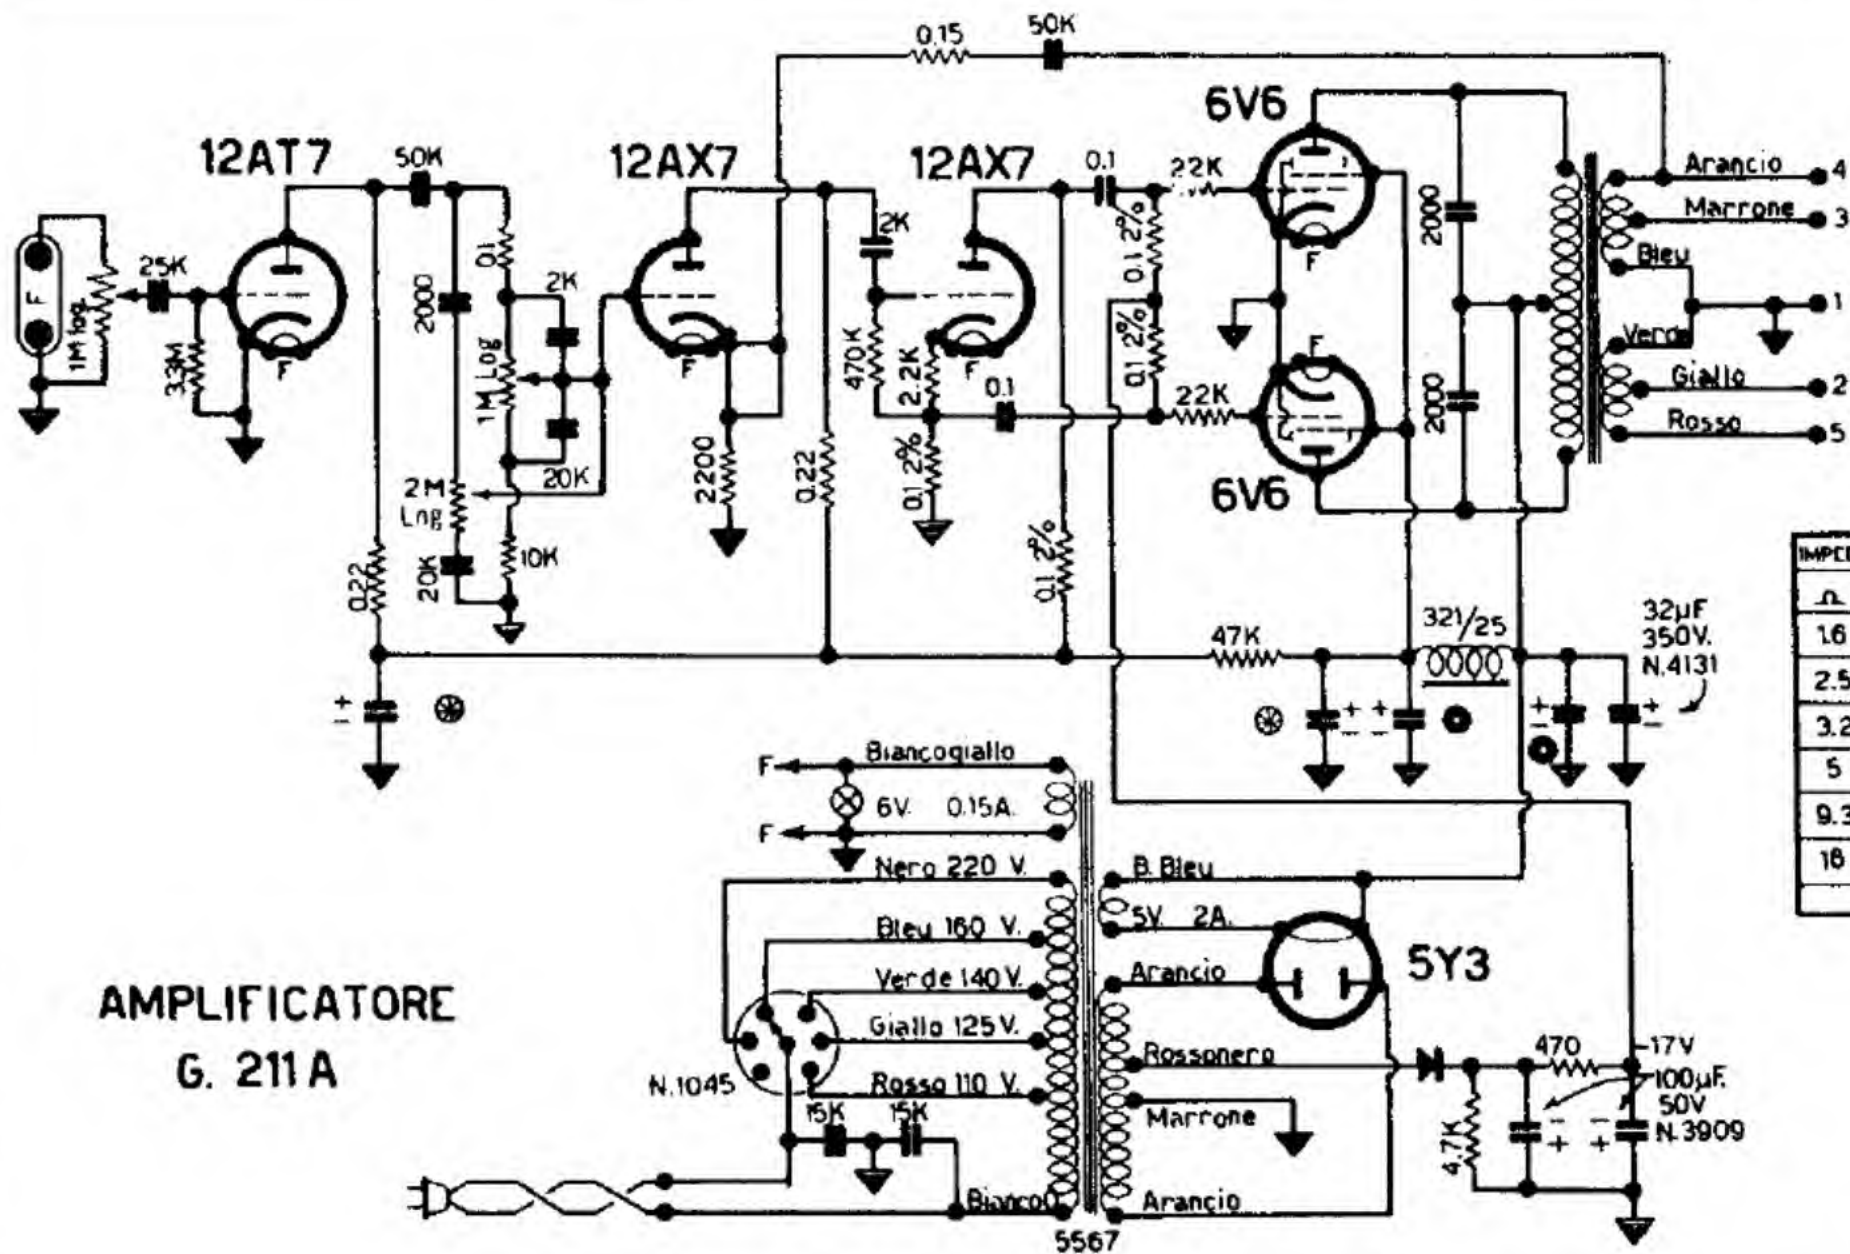 0.15
50K
6V6
12AT7
50K
12AX7
12AX7
0.1
22K
Arancio
4
Marrone
3
Bleu
1
Verde
Giallo
2
Rosso
5
F
1M log.
25K
3.3M
F
2000
0.1
2K
1M Log
20K
2M
Log
20K
10K
0.22
F
2200
0.22
2K
470K
2.2K
F
0.1 2%
0.1
0.1 2%
0.1 2%
0.1 2%
22K
F
F
6V6
2000
2000
47K
321/25
32µF
350V.
N.4131
+
-
+
-
+
-
+
-
+
-
IMPED
Ω
1.6
2.5
3.2
5
9.3
18
F
Biancogiallo
6V. 0.15A.
F
Nero 220 V.
Bleu 160 V.
Verde 140 V.
Giallo 125 V.
Rosso 110 V.
N.1045
15K
15K
Bianco
B. Bleu
5V. 2A.
Arancio
5Y3
Rossonero
Marrone
Arancio
5567
470
-17V
100µF.
50V
N.3909
4.7K
-
+
-
+
AMPLIFICATORE
G. 211 A